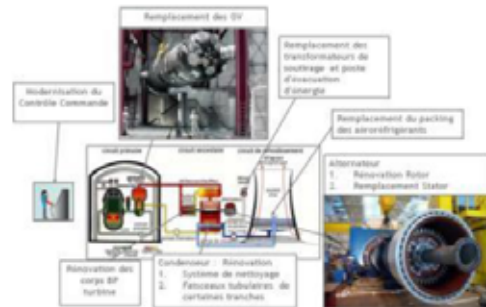 Remplacement des GV
Remplacement des
transformateurs de
soutirage et poste
d'évacuation
d'énergie
Modernisation du
Contrôle Commande
Remplacement du packing
des aéroréfrigérants
circuit primaire
circuit secondaire
circuit de refroidissement
Alternateur
1. Rénovation Rotor
2. Remplacement Stator
Rénovation des
corps BP
turbine
Condenseur : Rénovation
1. Système de nettoyage
2. Faisceaux tubulaires de
certaines tranches